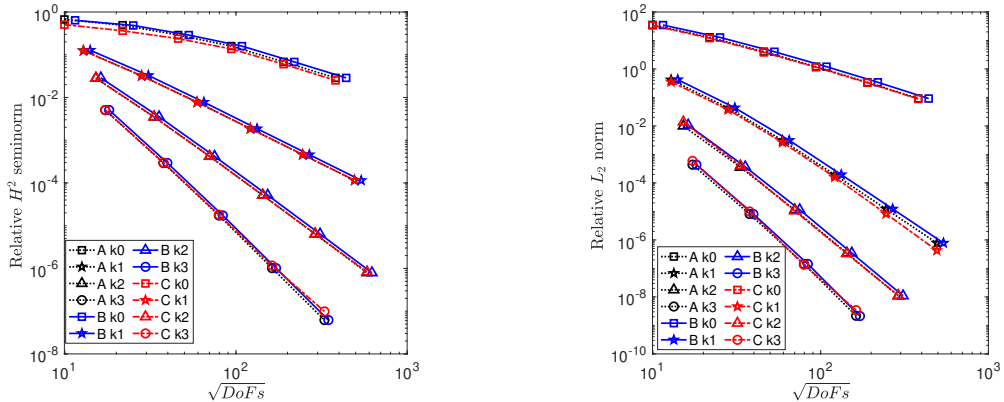 10^0
10^-2
10^-4
10^-6
10^-8
Relative H^2 seminorm
A k0
A k1
A k2
A k3
B k0
B k1
B k2
B k3
C k0
C k1
C k2
C k3
10^1
10^2
10^3
√DoFs
10^2
10^0
10^-2
10^-4
10^-6
10^-8
10^-10
Relative L_2 norm
A k0
A k1
A k2
A k3
B k0
B k1
B k2
B k3
C k0
C k1
C k2
C k3
10^1
10^2
10^3
√DoFs